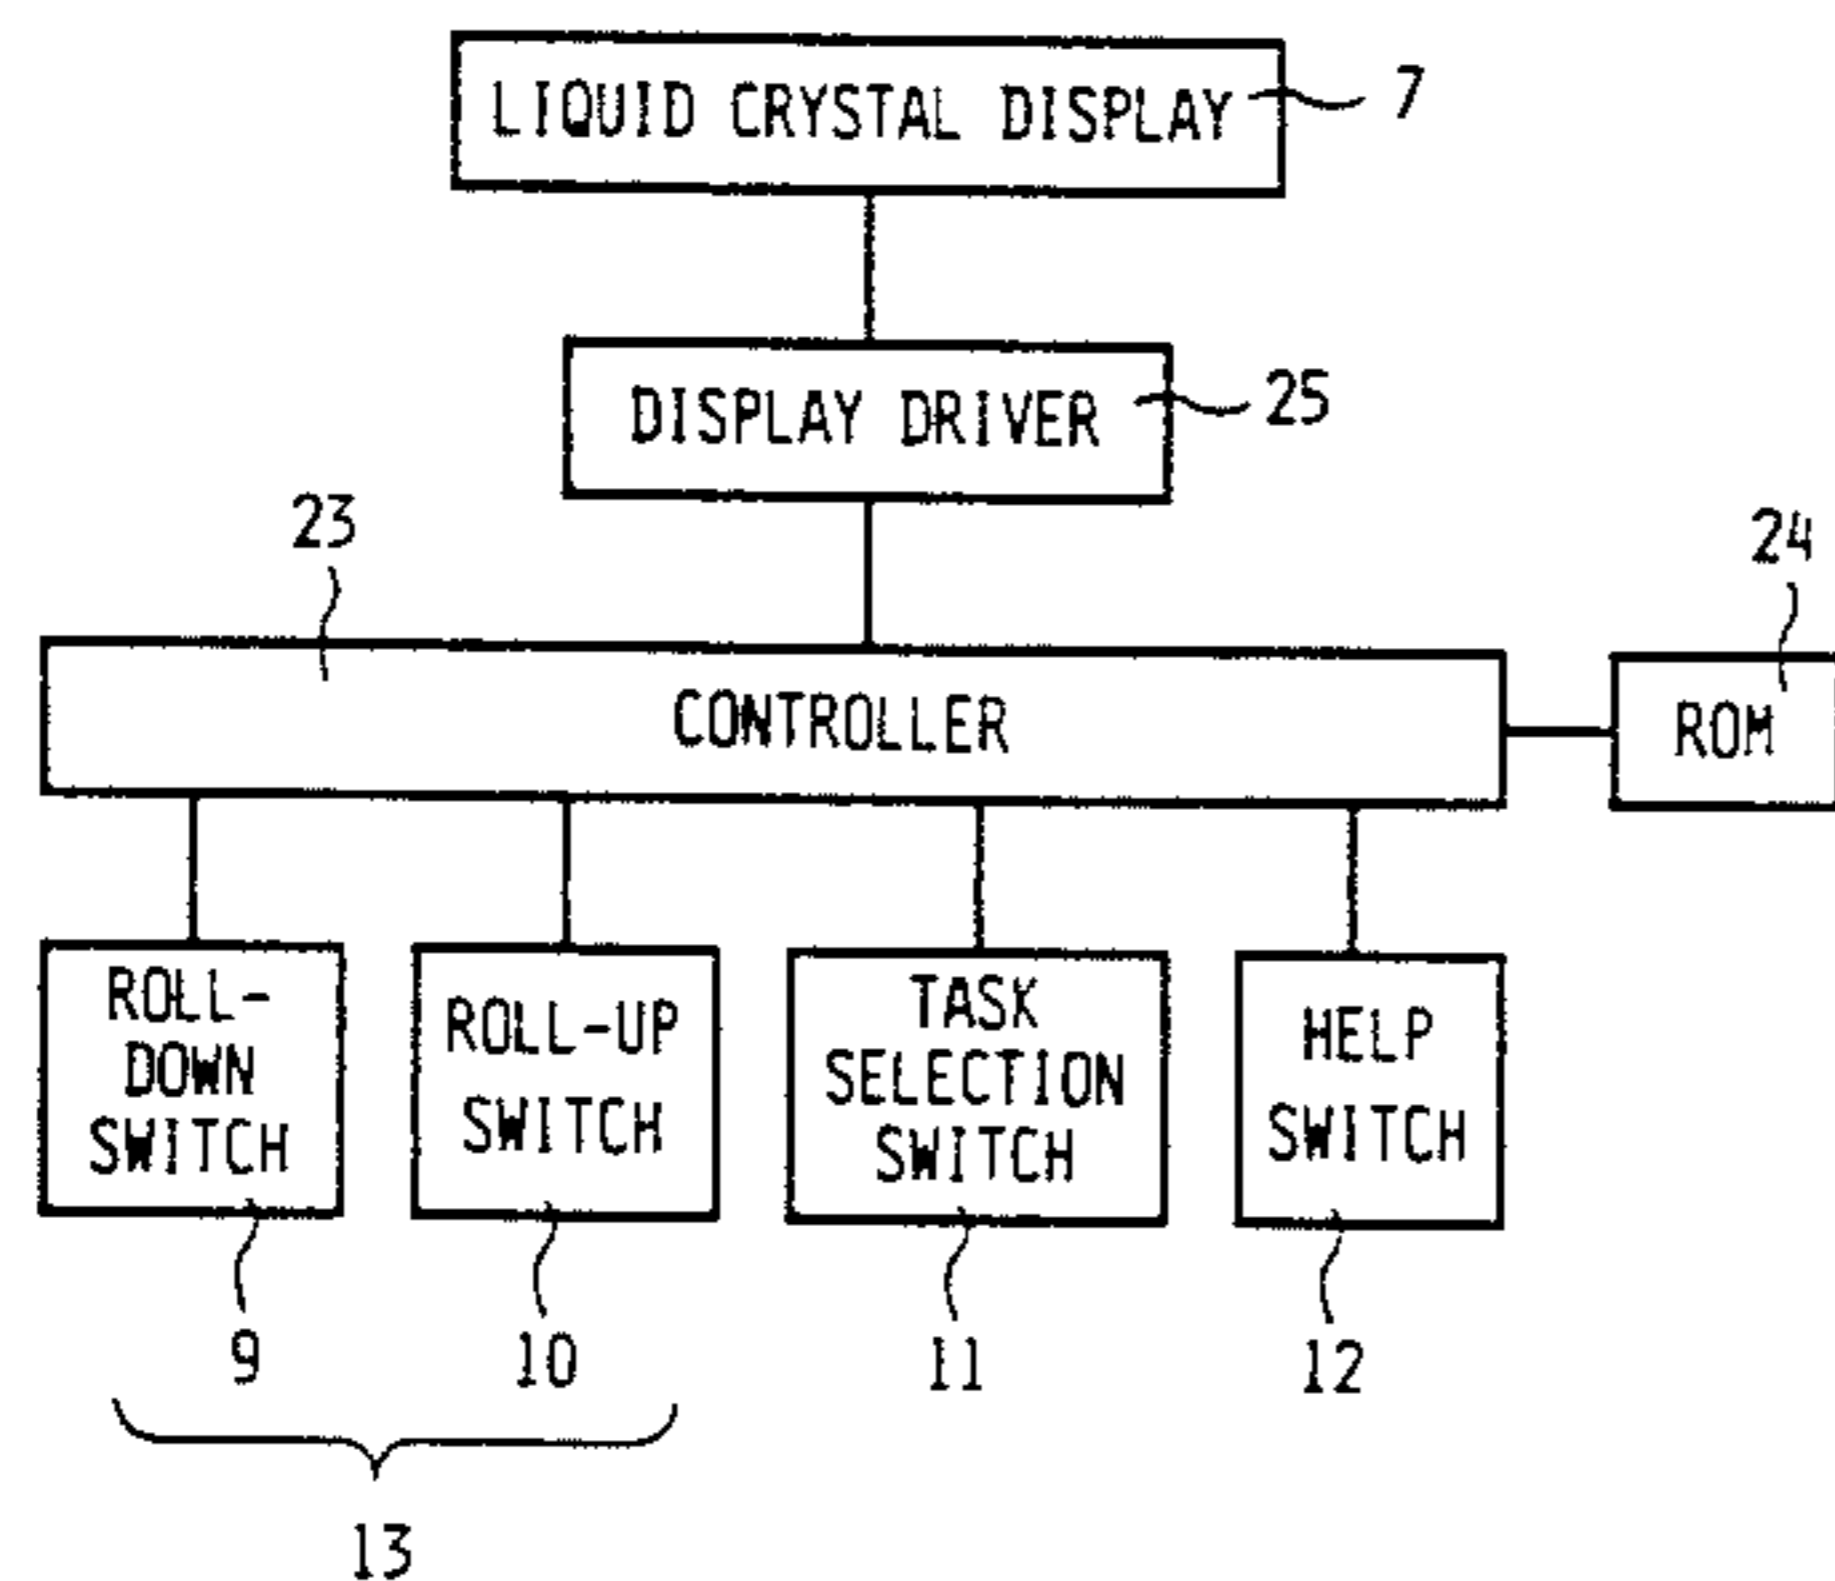 LIQUID CRYSTAL DISPLAY
7
DISPLAY DRIVER
25
23
24
CONTROLLER
ROM
ROLL-
DOWN
SWITCH
ROLL-UP
SWITCH
TASK
SELECTION
SWITCH
HELP
SWITCH
9
10
11
12
13